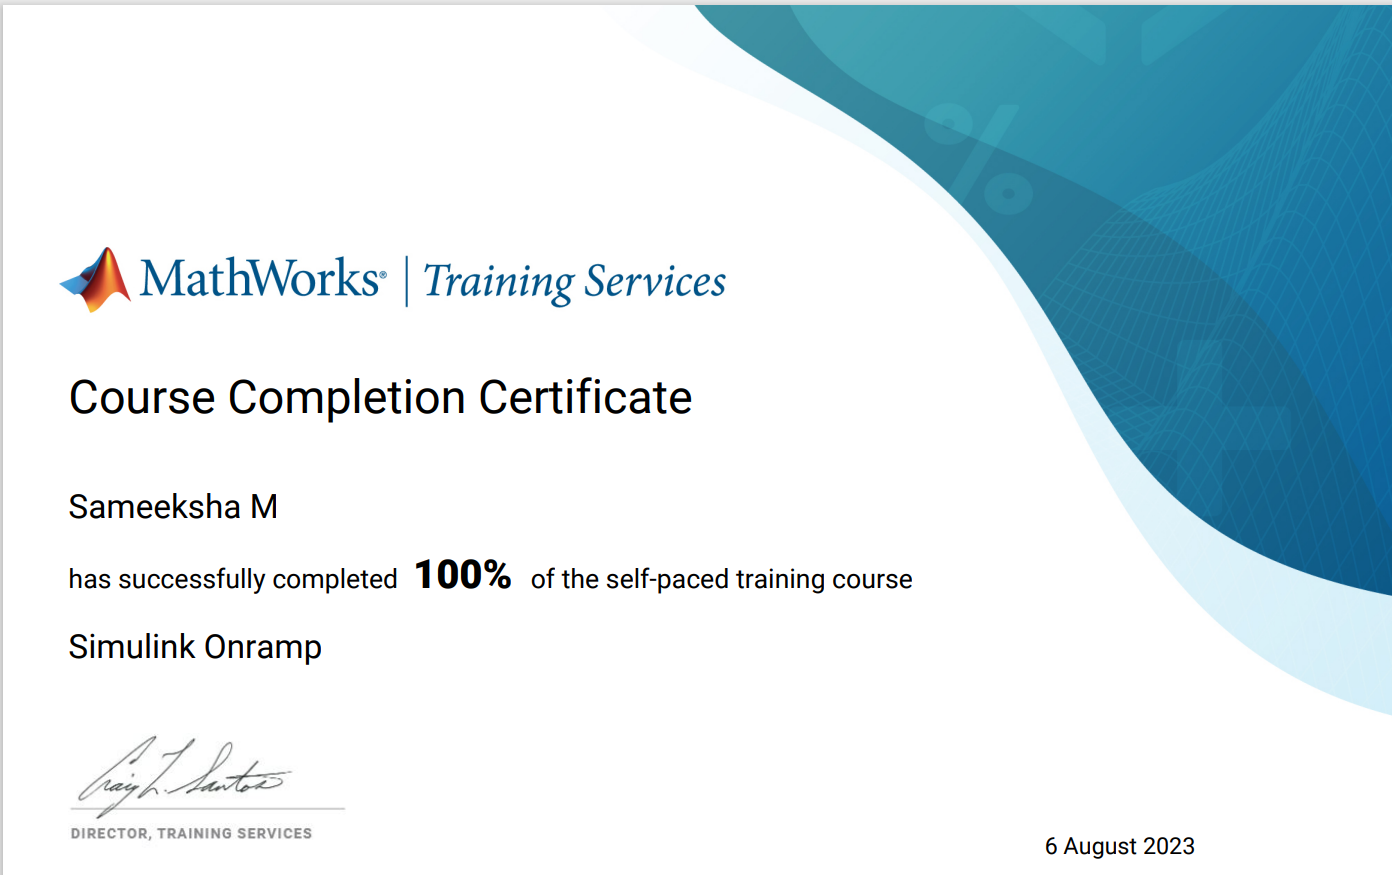 MathWorks® | Training Services
Course Completion Certificate
Sameeksha M
has successfully completed 100% of the self-paced training course
Simulink Onramp
Craig L. Santos
DIRECTOR, TRAINING SERVICES
6 August 2023